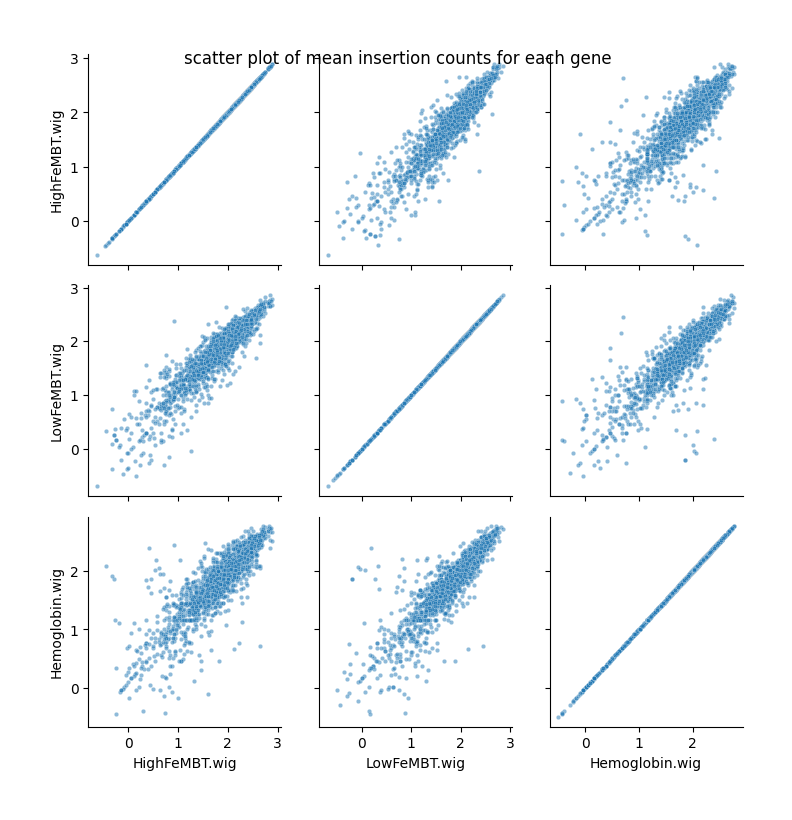 scatter plot of mean insertion counts for each gene
3
2
1
0
HighFeMBT.wig
3
2
1
0
LowFeMBT.wig
2
1
0
Hemoglobin.wig
0 1 2 3 0 1 2 3 0 1 2
HighFeMBT.wig LowFeMBT.wig Hemoglobin.wig